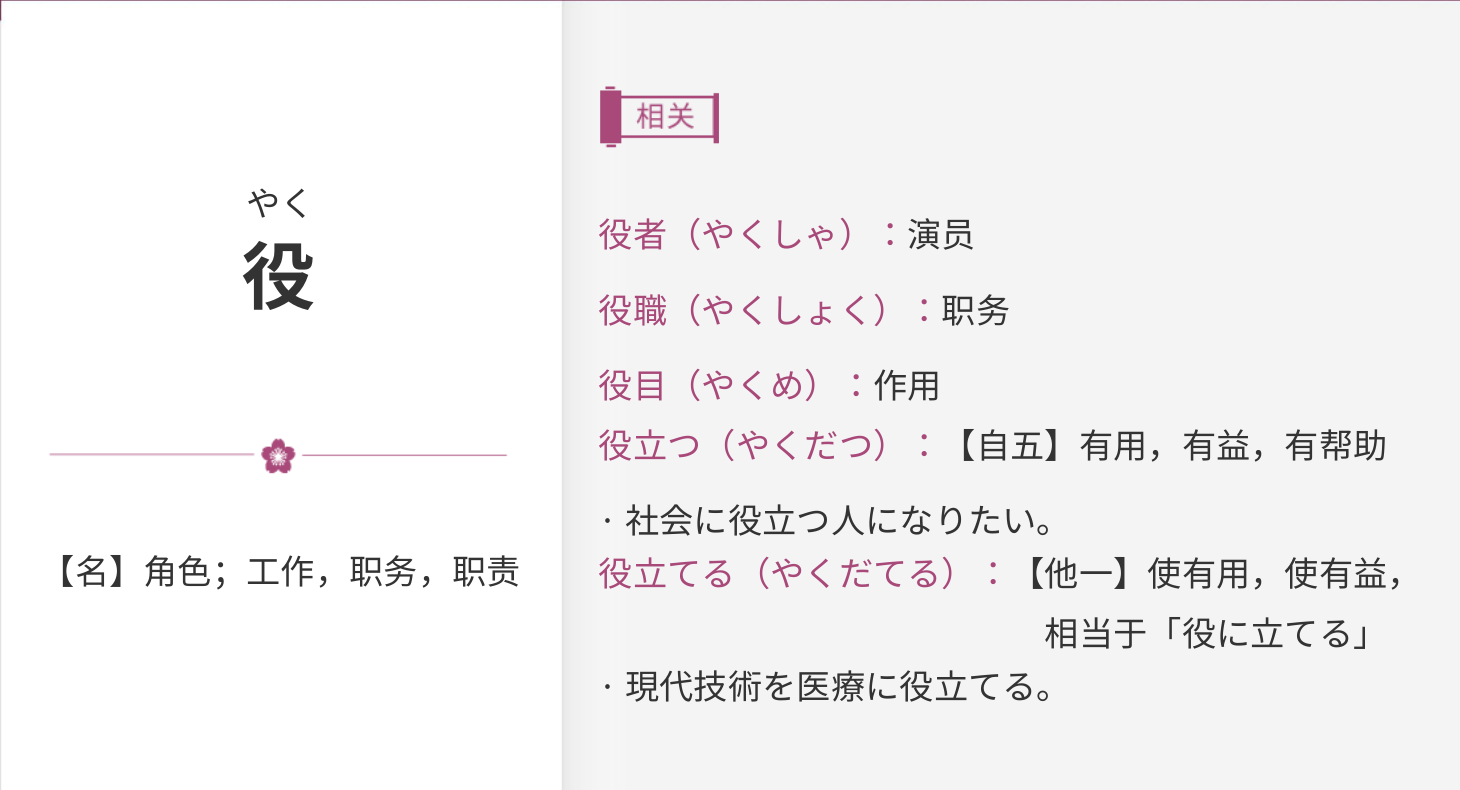 やく
役
【名】角色；工作，职务，职责
相关
役者（やくしゃ）：演员
役職（やくしょく）：职务
役目（やくめ）：作用
役立つ（やくだつ）：【自五】有用，有益，有帮助
· 社会に役立つ人になりたい。
役立てる（やくだてる）：【他一】使有用，使有益，
相当于「役に立てる」
· 現代技術を医療に役立てる。